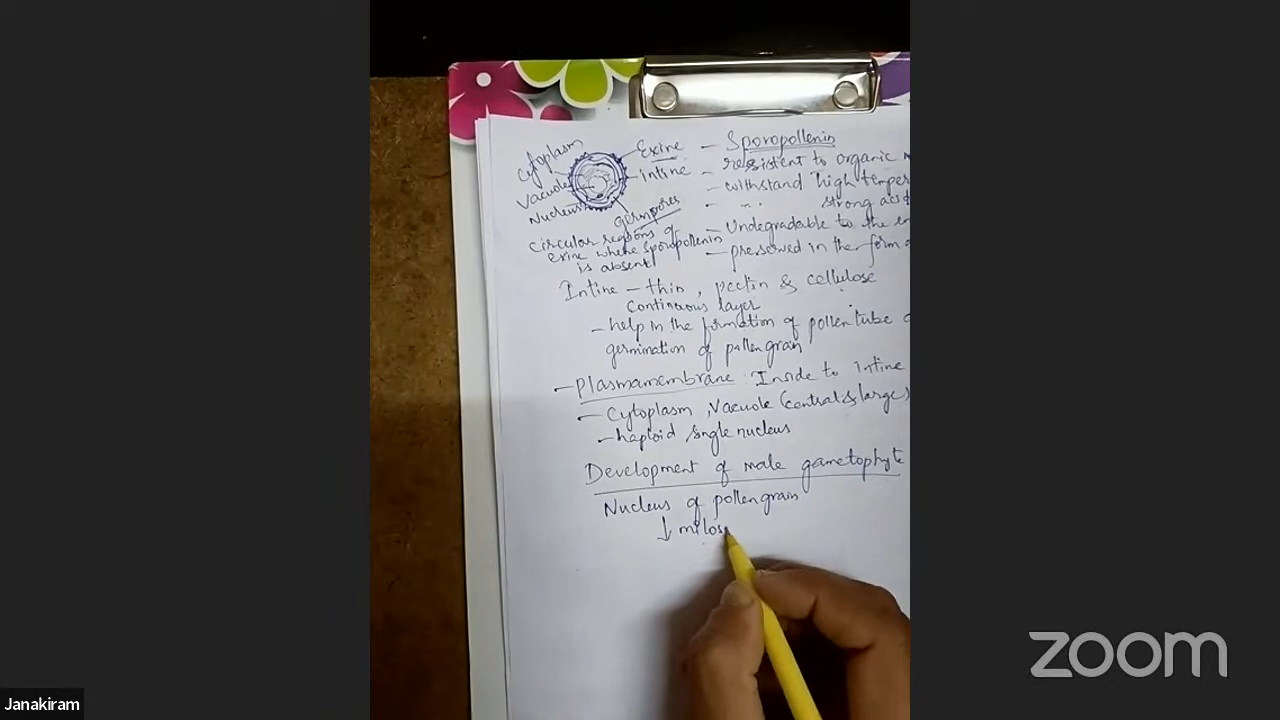 Cytoplasm
Vacuole
Nucleus
Exine
Intine
Germpores
circular regions of
exine where sporopollenin
is absent
- Sporopollenin
- resistent to organic
- withstand high temper
- " " strong acid
- Undegradable to the en
- preserved in the form o
Intine - thin, pectin & cellulose
continuous layer
- help in the formation of pollen tube
germination of pollengrain
- Plasmamembrane : Inside to intine
- Cytoplasm, Vacuole (central & large)
- haploid single nucleus
Development of male gametophyte
Nucleus of pollengrain
↓ mitos
Janakiram
zoom